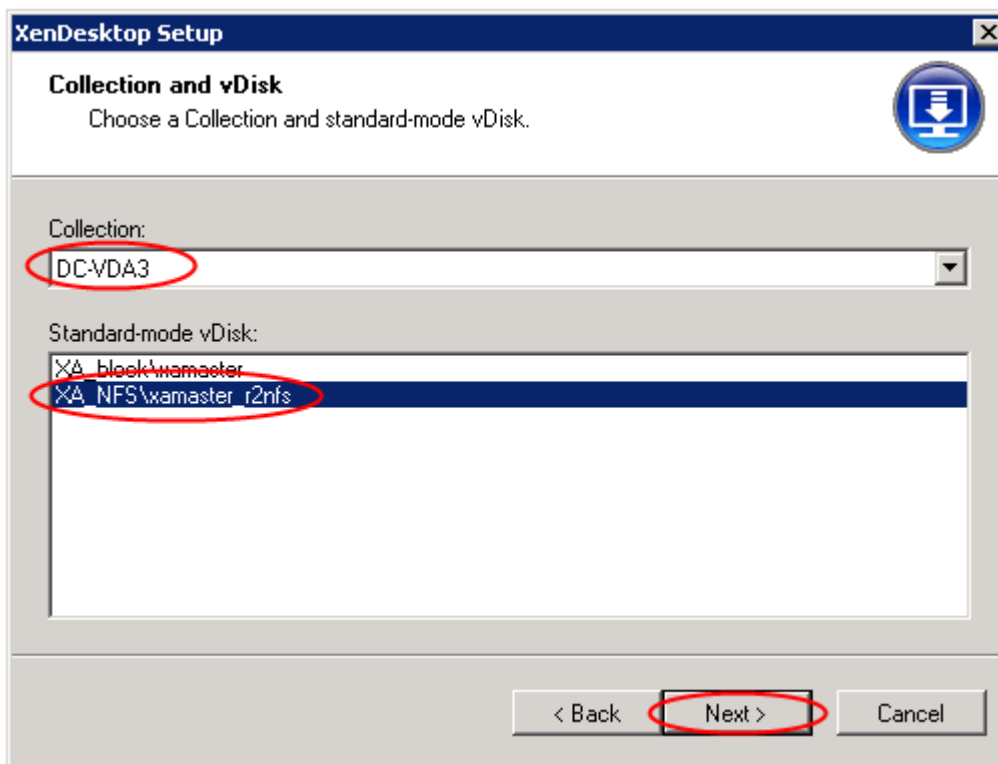 XenDesktop Setup
Collection and vDisk
Choose a Collection and standard-mode vDisk.
Collection:
DC-VDA3
Standard-mode vDisk:
XA_block\xamaster
XA_NFS\xamaster_r2nfs
< Back Next > Cancel